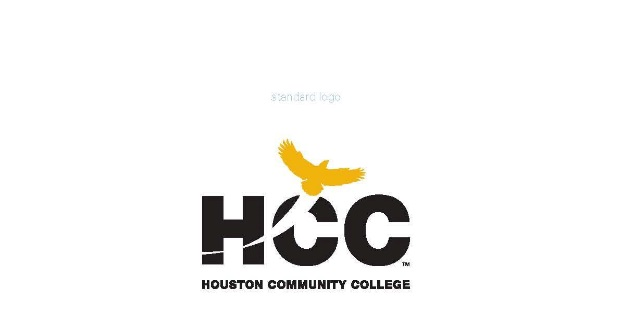 standard logo
HCC
™
HOUSTON COMMUNITY COLLEGE